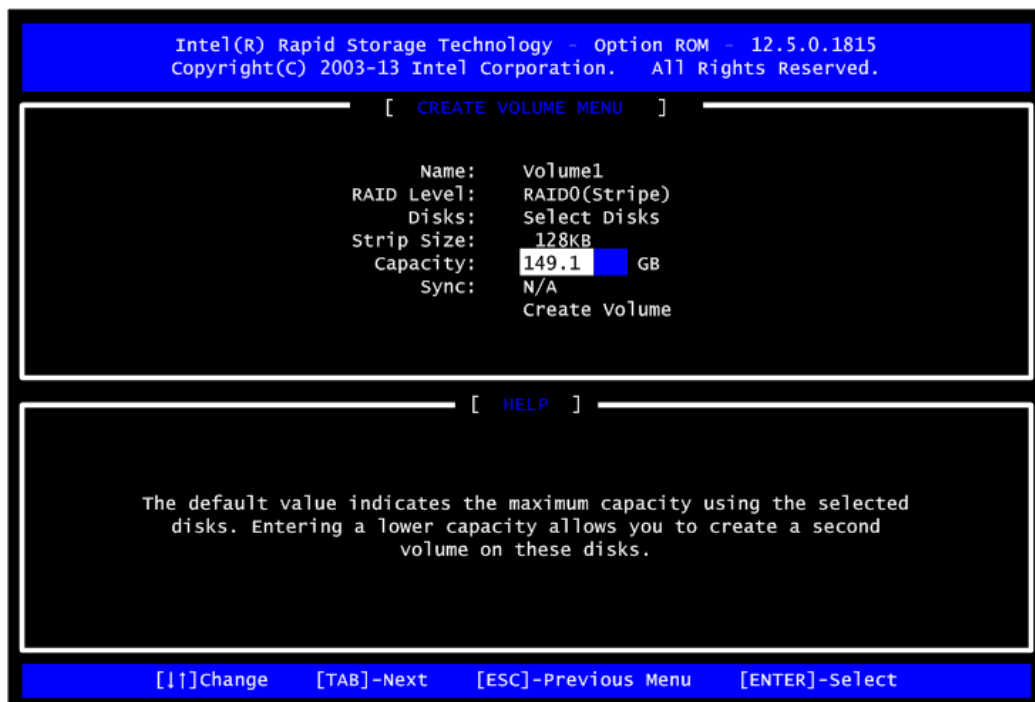 Intel(R) Rapid Storage Technology - Option ROM - 12.5.0.1815
Copyright(C) 2003-13 Intel Corporation. All Rights Reserved.
[ CREATE VOLUME MENU ]
Name: Volume1
RAID Level: RAID0(Stripe)
Disks: Select Disks
Strip Size: 128KB
Capacity: 149.1 GB
Sync: N/A
Create Volume
[ HELP ]
The default value indicates the maximum capacity using the selected
disks. Entering a lower capacity allows you to create a second
volume on these disks.
[↓↑]Change [TAB]-Next [ESC]-Previous Menu [ENTER]-Select